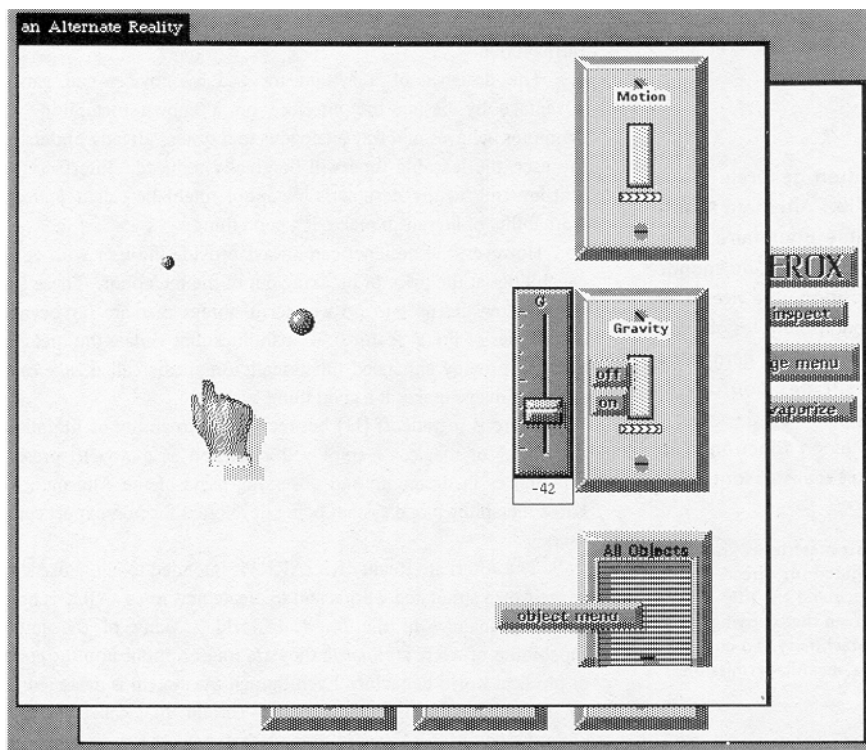 an Alternate Reality
Motion
G
Gravity
off
on
-42
All Objects
object menu
EROX
inspect
ge menu
vaporize